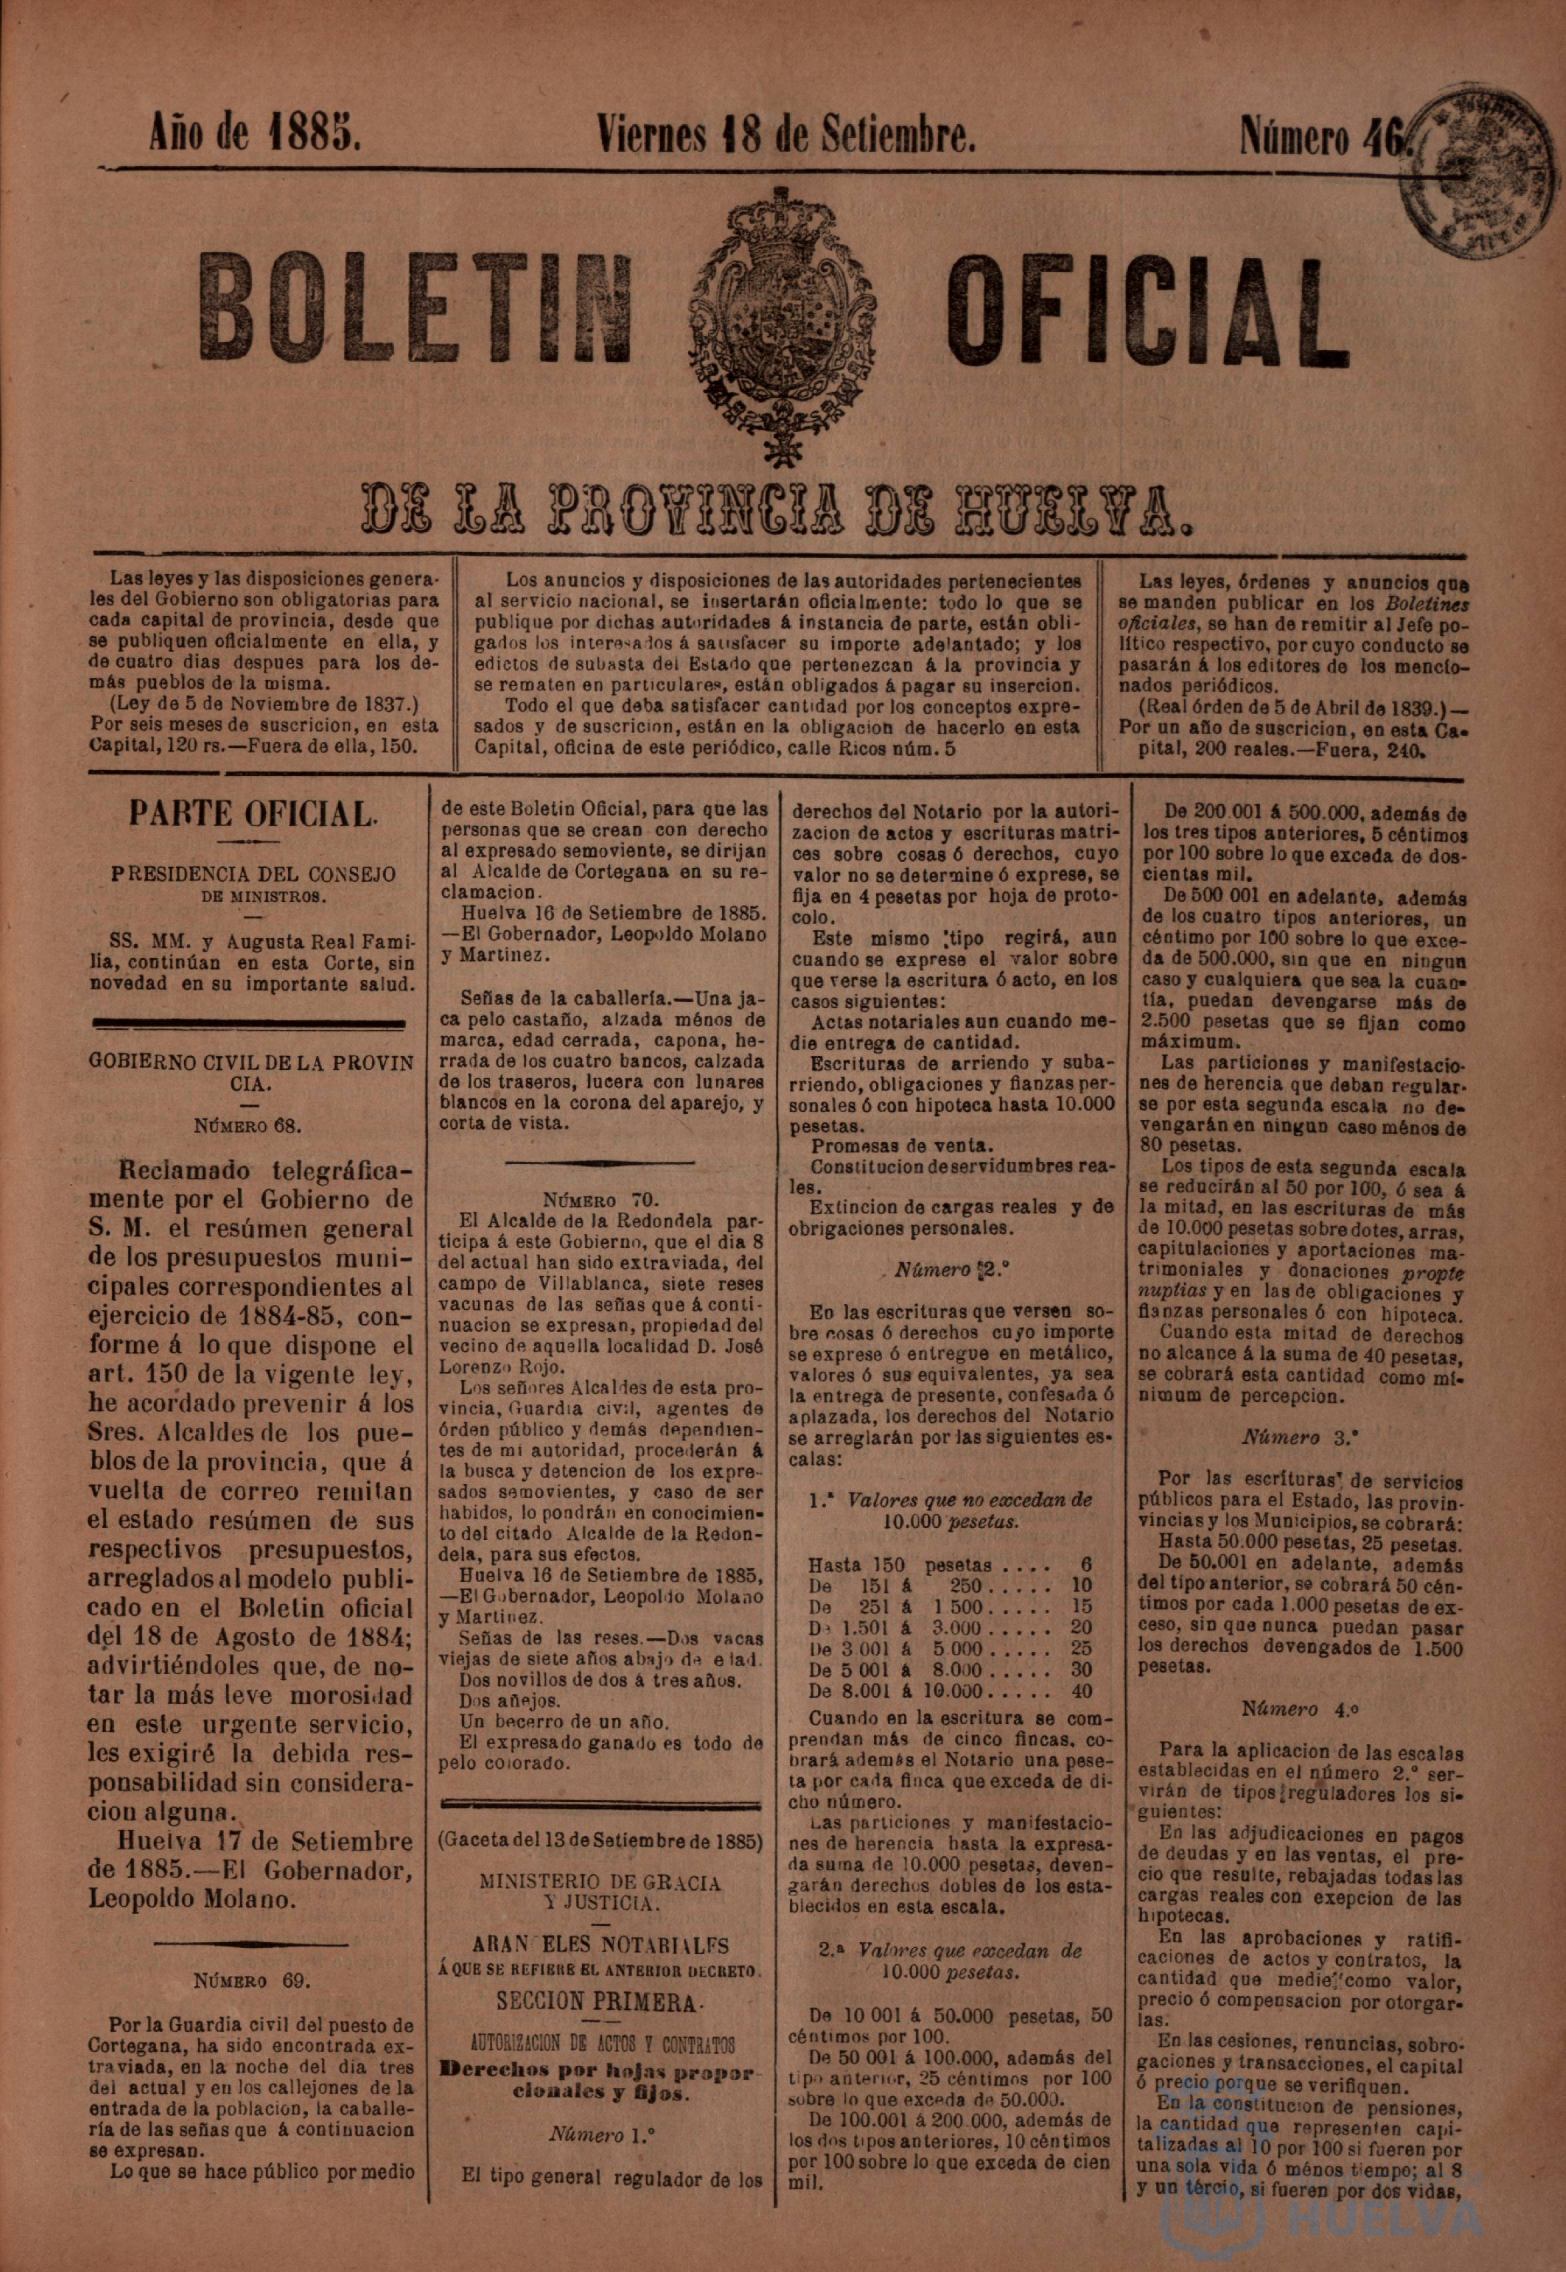 Año de 1885.
Viernes 18 de Setiembre.
Número 46.
BOLETIN OFICIAL
DE LA PROVINCIA DE HUELVA.
Las leyes y las disposiciones genera-
les del Gobierno son obligatorias para
cada capital de provincia, desde que
se publiquen oficialmente en ella, y
de cuatro dias despues para los de-
más pueblos de la misma.
(Ley de 5 de Noviembre de 1837.)
Por seis meses de suscricion, en esta
Capital, 120 rs.—Fuera de ella, 150.
Los anuncios y disposiciones de las autoridades pertenecientes
al servicio nacional, se insertarán oficialmente: todo lo que se
publique por dichas autoridades á instancia de parte, están obli-
gados los interesados á satisfacer su importe adelantado; y los
edictos de subasta del Estado que pertenezcan á la provincia y
se rematen en particulares, están obligados á pagar su insercion.
Todo el que deba satisfacer cantidad por los conceptos expre-
sados y de suscricion, están en la obligacion de hacerlo en esta
Capital, oficina de este periódico, calle Ricos núm. 5
Las leyes, órdenes y anuncios que
se manden publicar en los Boletines
oficiales, se han de remitir al Jefe po-
lítico respectivo, por cuyo conducto se
pasarán á los editores de los mencio-
nados periódicos.
(Real órden de 5 de Abril de 1839.)—
Por un año de suscricion, en esta Ca-
pital, 200 reales.—Fuera, 240.
PARTE OFICIAL.
PRESIDENCIA DEL CONSEJO
DE MINISTROS.
SS. MM. y Augusta Real Fami-
lia, continúan en esta Corte, sin
novedad en su importante salud.
GOBIERNO CIVIL DE LA PROVIN
CIA.
NÚMERO 68.
Reclamado telegráfica-
mente por el Gobierno de
S. M. el resúmen general
de los presupuestos muni-
cipales correspondientes al
ejercicio de 1884-85, con-
forme á lo que dispone el
art. 150 de la vigente ley,
he acordado prevenir á los
Sres. Alcaldes de los pue-
blos de la provincia, que á
vuelta de correo remitan
el estado resúmen de sus
respectivos presupuestos,
arreglados al modelo publi-
cado en el Boletin oficial
del 18 de Agosto de 1884;
advirtiéndoles que, de no-
tar la más leve morosidad
en este urgente servicio,
les exigiré la debida res-
ponsabilidad sin considera-
cion alguna.
Huelva 17 de Setiembre
de 1885.—El Gobernador,
Leopoldo Molano.
NÚMERO 69.
Por la Guardia civil del puesto de
Cortegana, ha sido encontrada ex-
traviada, en la noche del dia tres
del actual y en los callejones de la
entrada de la poblacion, la caballe-
ría de las señas que á continuacion
se expresan.
Lo que se hace público por medio
de este Boletin Oficial, para que las
personas que se crean con derecho
al expresado semoviente, se dirijan
al Alcalde de Cortegana en su re-
clamacion.
Huelva 16 de Setiembre de 1885.
—El Gobernador, Leopoldo Molano
y Martinez.
Señas de la caballería.—Una ja-
ca pelo castaño, alzada ménos de
marca, edad cerrada, capona, he-
rrada de los cuatro bancos, calzada
de los traseros, lucera con lunares
blancos en la corona del aparejo, y
corta de vista.
NÚMERO 70.
El Alcalde de la Redondela par-
ticipa á este Gobierno, que el dia 8
del actual han sido extraviada, del
campo de Villablanca, siete reses
vacunas de las señas que á conti-
nuacion se expresan, propiedad del
vecino de aquella localidad D. José
Lorenzo Rojo.
Los señores Alcaldes de esta pro-
vincia, Guardia civil, agentes de
órden público y demás dependien-
tes de mi autoridad, procederán á
la busca y detencion de los expre-
sados semovientes, y caso de ser
habidos, lo pondrán en conocimien-
to del citado Alcalde de la Redon-
dela, para sus efectos.
Huelva 16 de Setiembre de 1885,
—El Gobernador, Leopoldo Molano
y Martinez.
Señas de las reses.—Dos vacas
viejas de siete años abajo de edad.
Dos novillos de dos á tres años.
Dos añejos.
Un becerro de un año.
El expresado ganado es todo de
pelo colorado.
(Gaceta del 13 de Setiembre de 1885)
MINISTERIO DE GRACIA
Y JUSTICIA.
ARAN ELES NOTARIALES
Á QUE SE REFIERE EL ANTERIOR DECRETO.
SECCION PRIMERA.
AUTORIZACION DE ACTOS Y CONTRATOS
Derechos por hojas propor-
cionales y fijos.
Número 1.º
El tipo general regulador de los
derechos del Notario por la autori-
zacion de actos y escrituras matri-
ces sobre cosas ó derechos, cuyo
valor no se determine ó exprese, se
fija en 4 pesetas por hoja de proto-
colo.
Este mismo tipo regirá, aun
cuando se exprese el valor sobre
que verse la escritura ó acto, en los
casos siguientes:
Actas notariales aun cuando me-
die entrega de cantidad.
Escrituras de arriendo y suba-
rriendo, obligaciones y fianzas per-
sonales ó con hipoteca hasta 10.000
pesetas.
Promesas de venta.
Constitucion de servidumbres rea-
les.
Extincion de cargas reales y de
obrigaciones personales.
Número 2.º
En las escrituras que versen so-
bre cosas ó derechos cuyo importe
se exprese ó entregue en metálico,
valores ó sus equivalentes, ya sea
la entrega de presente, confesada ó
aplazada, los derechos del Notario
se arreglarán por las siguientes es-
calas:
1.ª Valores que no excedan de
10.000 pesetas.
Hasta 150 pesetas .... 6
De 151 á 250..... 10
De 251 á 1 500..... 15
De 1.501 á 3.000..... 20
De 3.001 á 5.000..... 25
De 5 001 á 8.000..... 30
De 8.001 á 10.000..... 40
Cuando en la escritura se com-
prendan más de cinco fincas, co-
brará además el Notario una pese-
ta por cada finca que exceda de di-
cho número.
Las particiones y manifestacio-
nes de herencia hasta la expresa-
da suma de 10.000 pesetas, deven-
garán derechos dobles de los esta-
blecidos en esta escala.
2.ª Valores que excedan de
10.000 pesetas.
De 10 001 á 50.000 pesetas, 50
céntimos por 100.
De 50 001 á 100.000, además del
tipo anterior, 25 céntimos por 100
sobre lo que exceda de 50.000.
De 100.001 á 200.000, además de
los dos tipos anteriores, 10 céntimos
por 100 sobre lo que exceda de cien
mil.
De 200.001 á 500.000, además de
los tres tipos anteriores, 5 céntimos
por 100 sobre lo que exceda de dos-
cientas mil.
De 500 001 en adelante, además
de los cuatro tipos anteriores, un
céntimo por 100 sobre lo que exce-
da de 500.000, sin que en ningun
caso y cualquiera que sea la cuan-
tía, puedan devengarse más de
2.500 pesetas que se fijan como
máximum.
Las particiones y manifestacio-
nes de herencia que deban regular-
se por esta segunda escala no de-
vengarán en ningun caso ménos de
80 pesetas.
Los tipos de esta segunda escala
se reducirán al 50 por 100, ó sea á
la mitad, en las escrituras de más
de 10.000 pesetas sobre dotes, arras,
capitulaciones y aportaciones ma-
trimoniales y donaciones propte
nuptias y en las de obligaciones y
fianzas personales ó con hipoteca.
Cuando esta mitad de derechos
no alcance á la suma de 40 pesetas,
se cobrará esta cantidad como mí-
nimum de percepcion.
Número 3.º
Por las escrituras de servicios
públicos para el Estado, las provin-
vincias y los Municipios, se cobrará:
Hasta 50.000 pesetas, 25 pesetas.
De 50.001 en adelante, además
del tipo anterior, se cobrará 50 cén-
timos por cada 1.000 pesetas de ex-
ceso, sin que nunca puedan pasar
los derechos devengados de 1.500
pesetas.
Número 4.º
Para la aplicacion de las escalas
establecidas en el número 2.º ser-
virán de tipos reguladores los si-
guientes:
En las adjudicaciones en pagos
de deudas y en las ventas, el pre-
cio que resulte, rebajadas todas las
cargas reales con exepcion de las
hipotecas.
En las aprobaciones y ratifi-
caciones de actos y contratos, la
cantidad que medie como valor,
precio ó compensacion por otorgar-
las.
En las cesiones, renuncias, sobro-
gaciones y transacciones, el capital
ó precio porque se verifiquen.
En la constitucion de pensiones,
la cantidad que representen capi-
talizadas al 10 por 100 si fueren por
una sola vida ó ménos tiempo; al 8
y un tércio, si fueren por dos vidas,
HUELVA